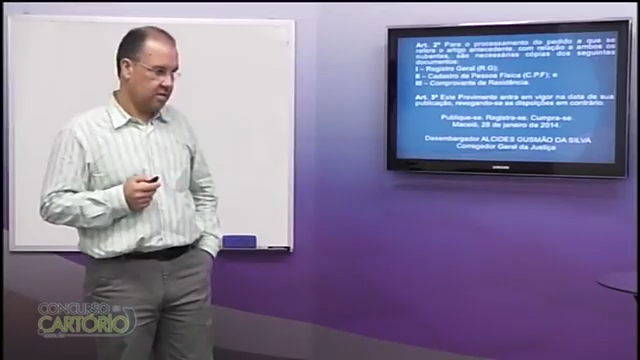 Art. 2º Para o processamento do pedido a que se
refere o artigo antecedente, com relação a ambos os
nubentes, são necessárias cópias dos seguintes
documentos:
I – Registro Geral (R.G);
II – Cadastro de Pessoa Física (C.P.F); e
III – Comprovante de Residência.
Art. 3º Este Provimento entra em vigor na data de sua
publicação, revogando-se as dispoições em contrário.
Publique-se. Registre-se. Cumpra-se.
Maceió, 28 de janeiro de 2014.
Desembargador ALCIDES GUSMÃO DA SILVA
Corregedor Geral da Justiça
SAMSUNG
CONCURSO DE
CARTÓRIO